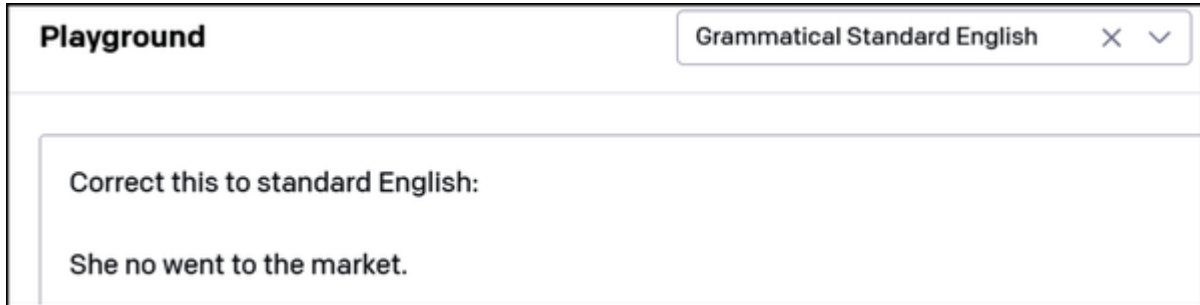 Playground
Grammatical Standard English
Correct this to standard English:
She no went to the market.